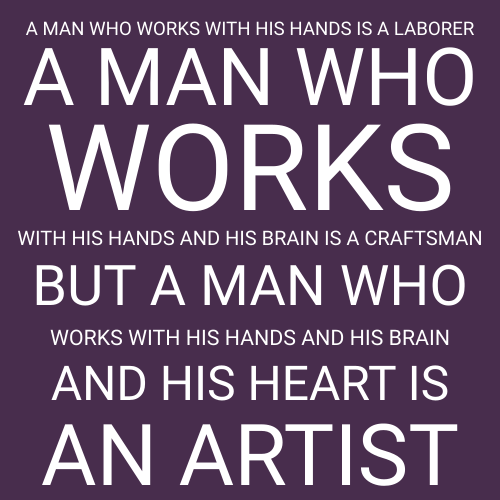 A MAN WHO WORKS WITH HIS HANDS IS A LABORER
A MAN WHO
WORKS
WITH HIS HANDS AND HIS BRAIN IS A CRAFTSMAN
BUT A MAN WHO
WORKS WITH HIS HANDS AND HIS BRAIN
AND HIS HEART IS
AN ARTIST